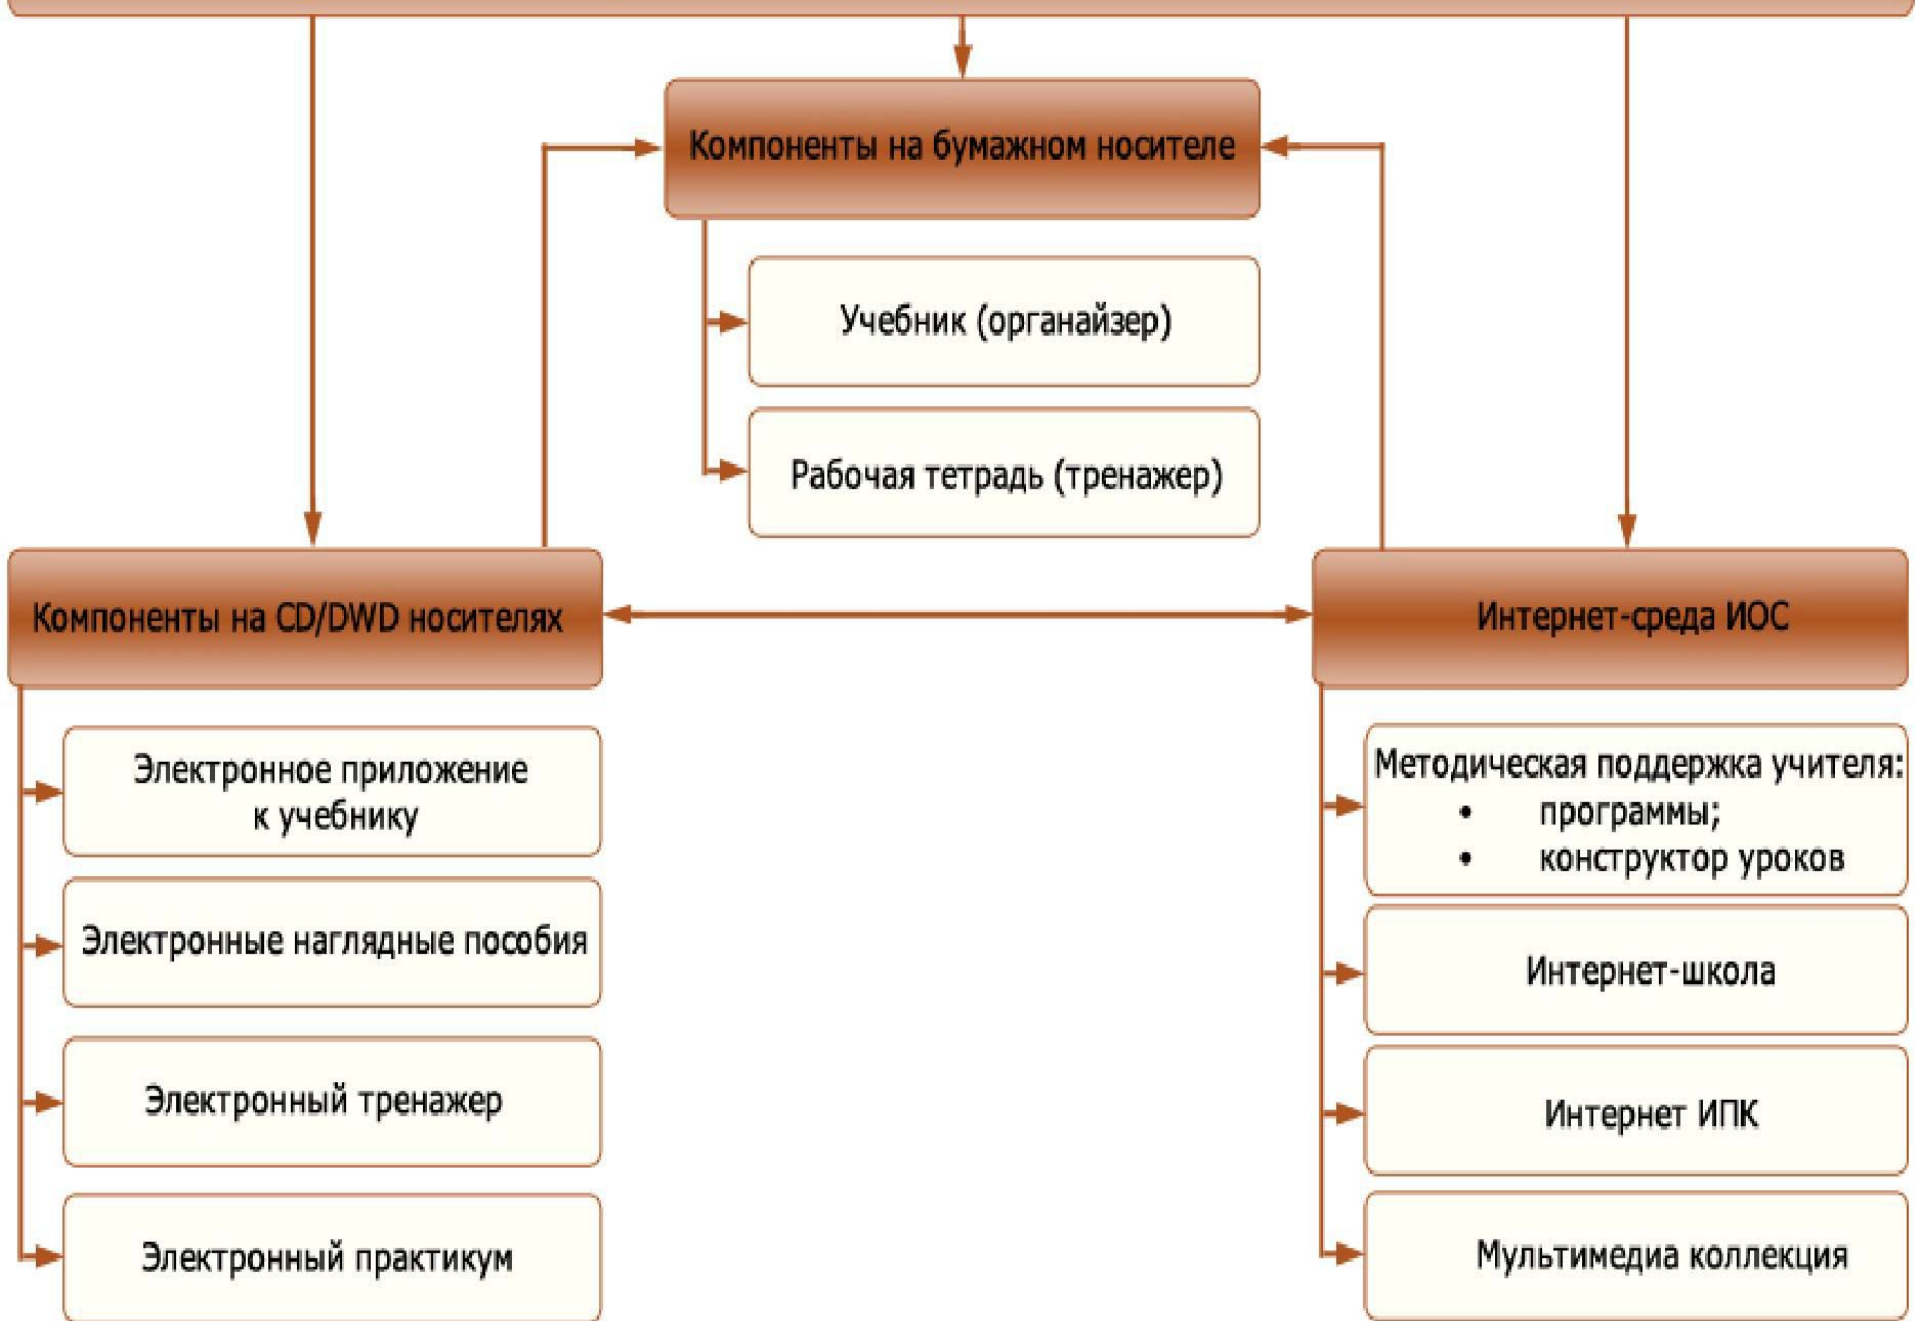 Компоненты на бумажном носителе
Учебник (органайзер)
Рабочая тетрадь (тренажер)
Компоненты на CD/DWD носителях
Электронное приложение
к учебнику
Электронные наглядные пособия
Электронный тренажер
Электронный практикум
Интернет-среда ИОС
Методическая поддержка учителя:
• программы;
• конструктор уроков
Интернет-школа
Интернет ИПК
Мультимедиа коллекция